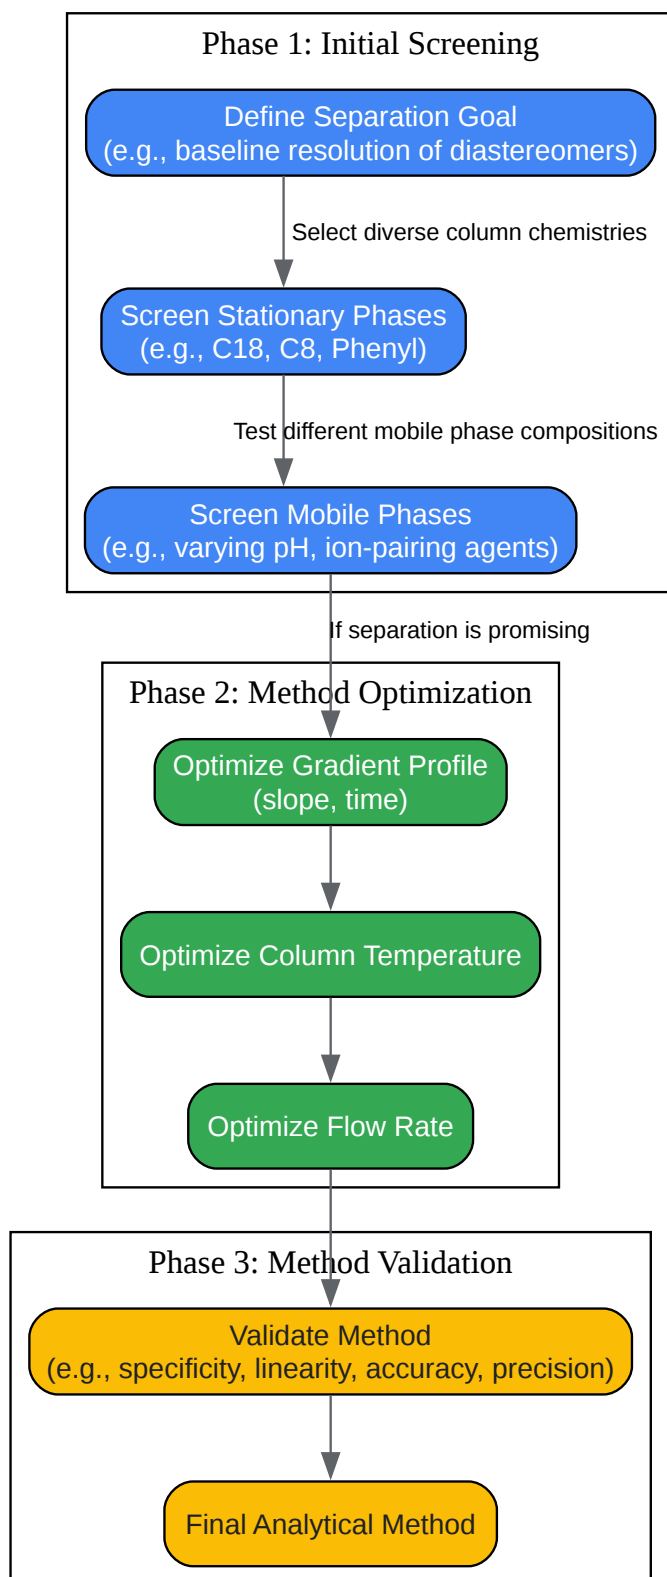 Phase 1: Initial Screening
Define Separation Goal
(e.g., baseline resolution of diastereomers)
Select diverse column chemistries
Screen Stationary Phases
(e.g., C18, C8, Phenyl)
Test different mobile phase compositions
Screen Mobile Phases
(e.g., varying pH, ion-pairing agents)
If separation is promising
Phase 2: Method Optimization
Optimize Gradient Profile
(slope, time)
Optimize Column Temperature
Optimize Flow Rate
Phase 3: Method Validation
Validate Method
(e.g., specificity, linearity, accuracy, precision)
Final Analytical Method